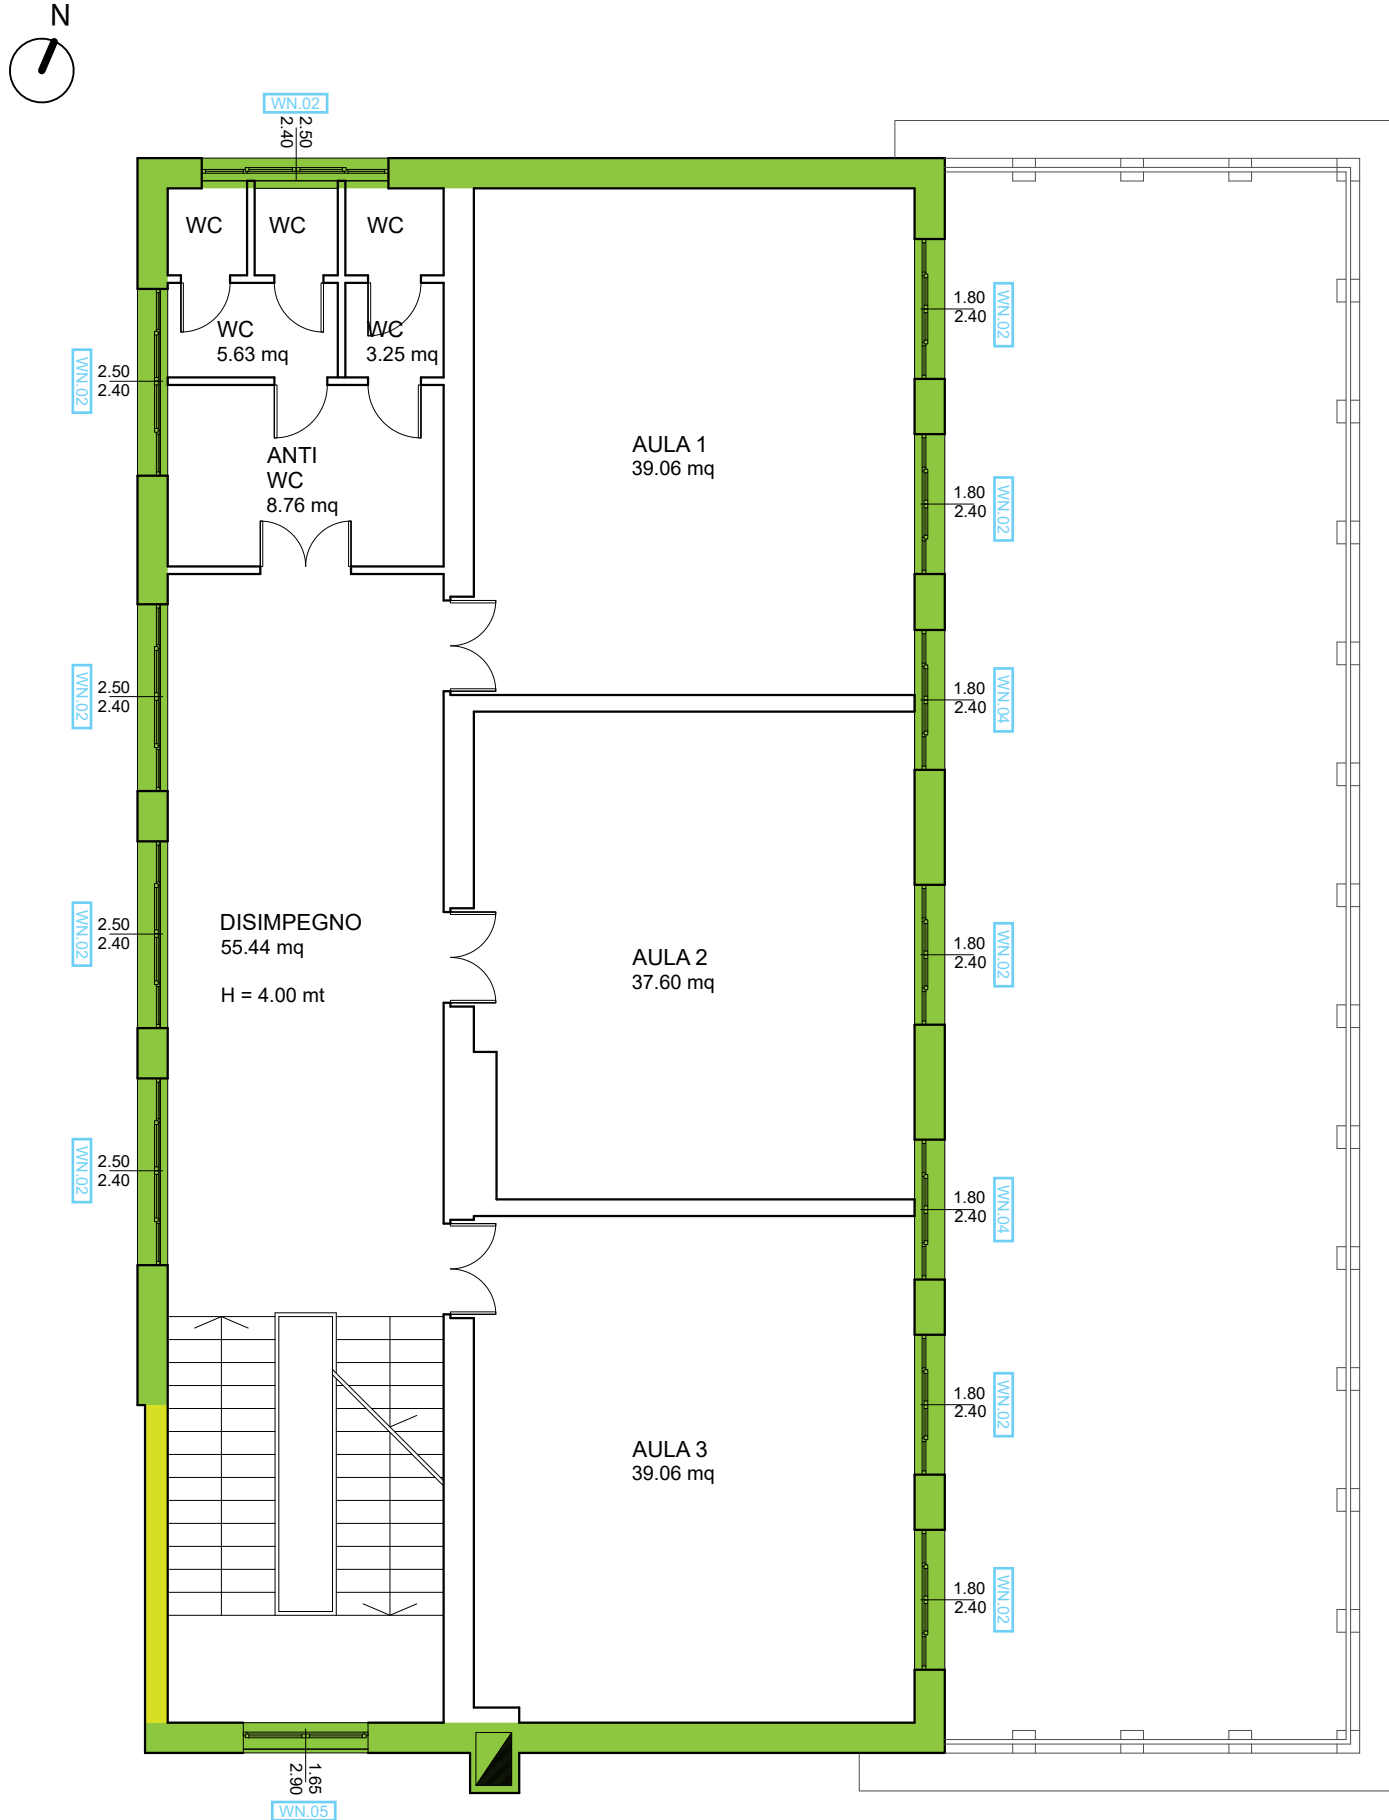 N
WN.02
2.50
2.40
WC
WC
WC
WC
5.63 mq
WC
3.25 mq
1.80
2.40
WN.02
WN.02
2.50
2.40
ANTI
WC
8.76 mq
AULA 1
39.06 mq
1.80
2.40
WN.02
WN.02
2.50
2.40
1.80
2.40
WN.04
WN.02
2.50
2.40
DISIMPEGNO
55.44 mq
H = 4.00 mt
AULA 2
37.60 mq
1.80
2.40
WN.02
WN.02
2.50
2.40
1.80
2.40
WN.04
1.80
2.40
WN.02
AULA 3
39.06 mq
1.80
2.40
WN.02
1.65
2.90
WN.05